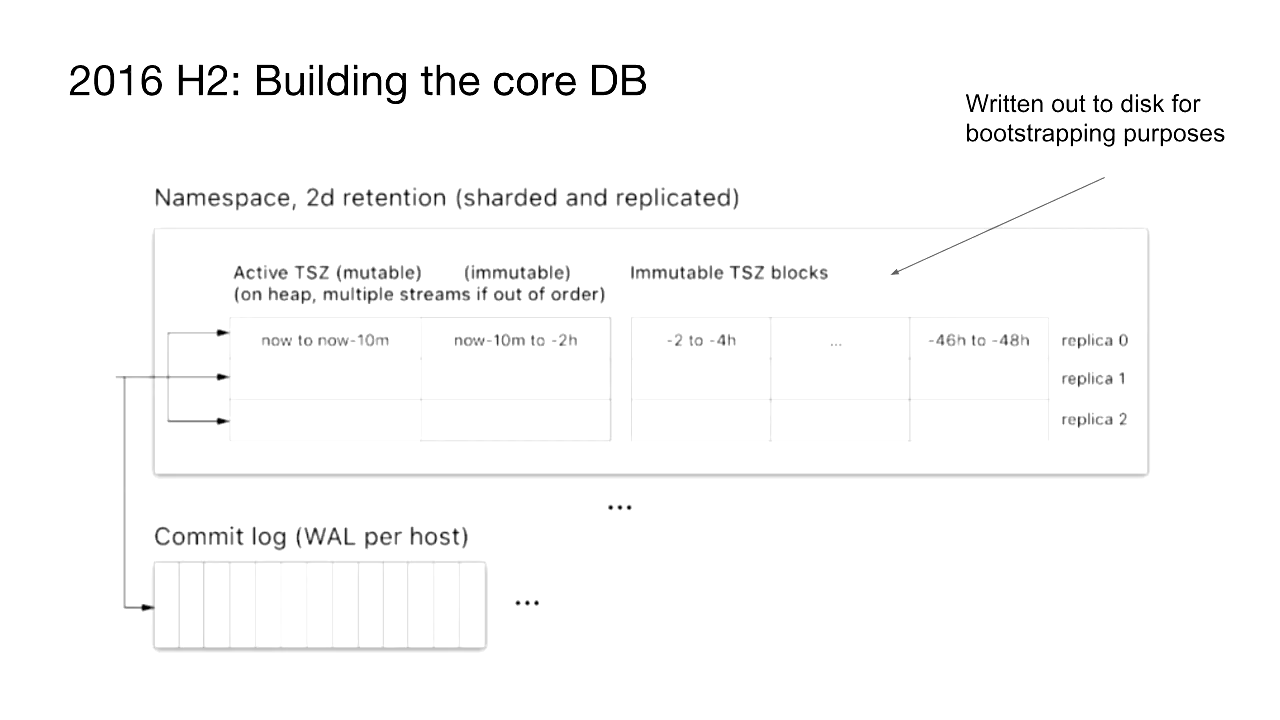 2016 H2: Building the core DB
Written out to disk for
bootstrapping purposes
Namespace, 2d retention (sharded and replicated)
Active TSZ (mutable) (immutable) Immutable TSZ blocks
(on heap, multiple streams if out of order)
now to now-10m now-10m to -2h -2 to -4h ... -46h to -48h replica 0
replica 1
replica 2
...
Commit log (WAL per host)
...